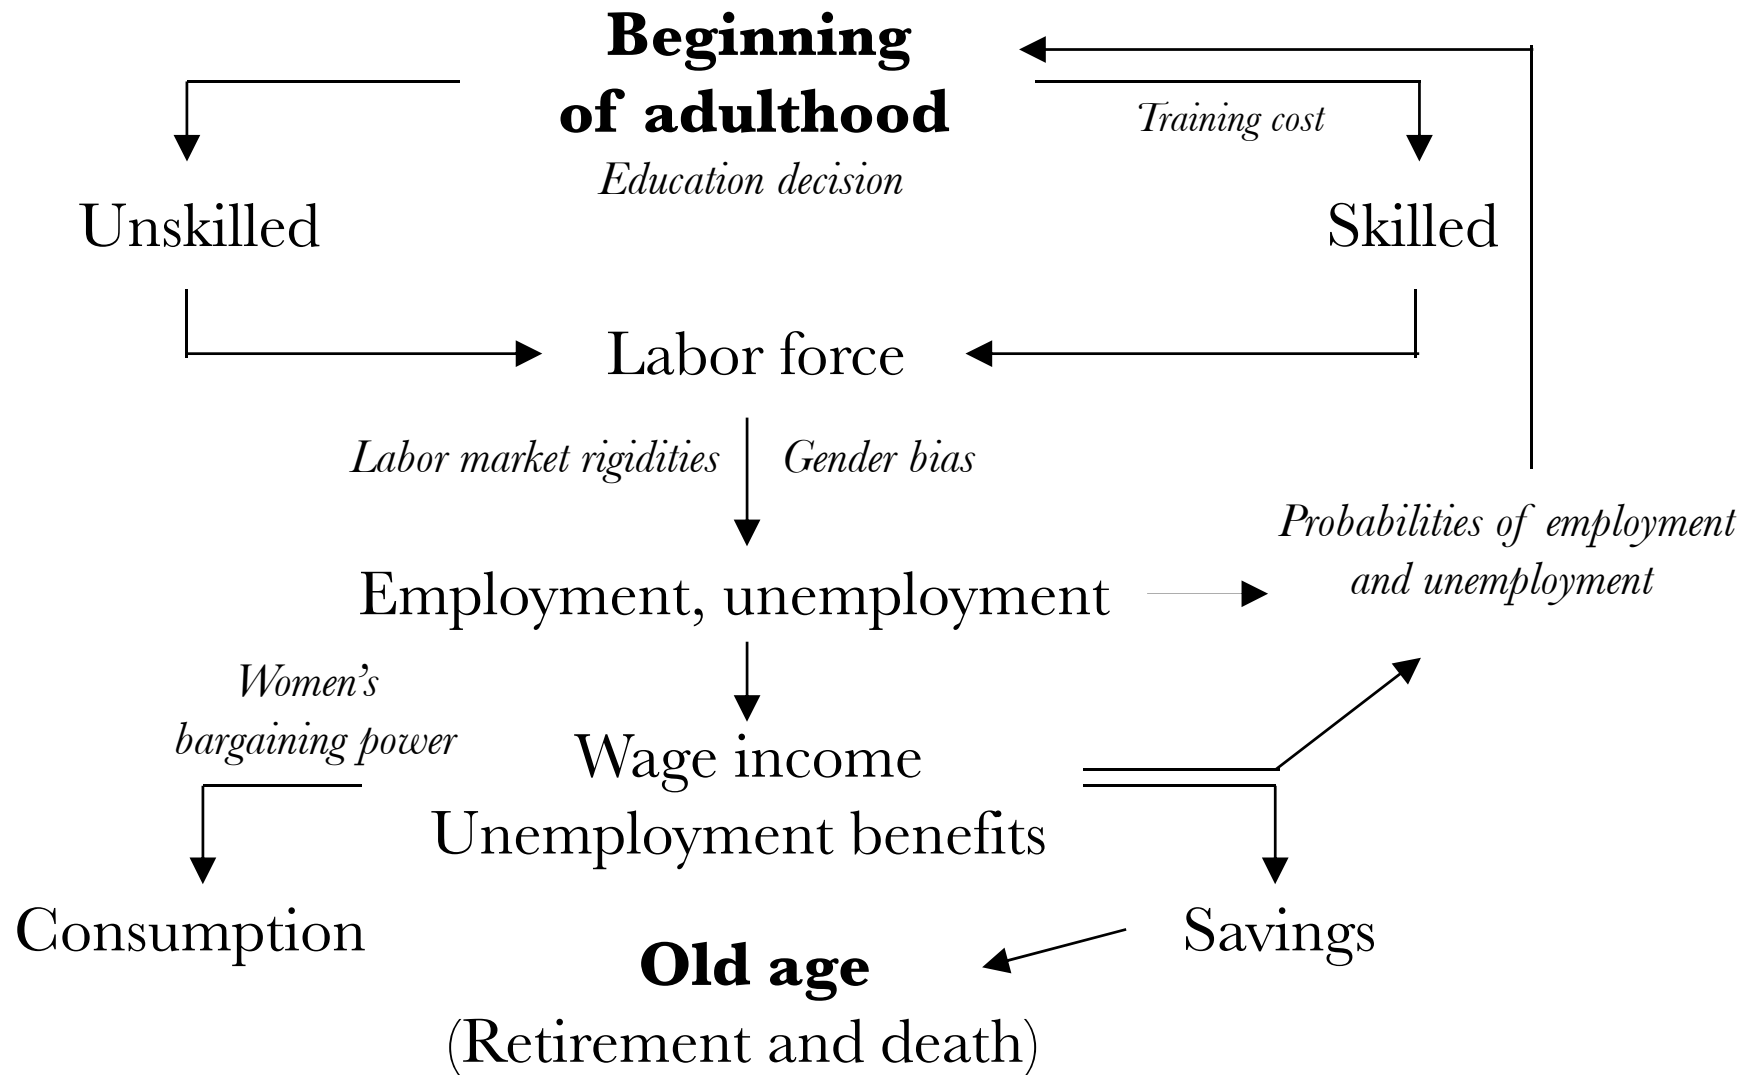 Beginning
of adulthood
Training cost
Education decision
Unskilled
Skilled
Labor force
Labor market rigidities
Gender bias
Probabilities of employment
and unemployment
Employment, unemployment
Women’s
bargaining power
Wage income
Unemployment benefits
Consumption
Savings
Old age
(Retirement and death)